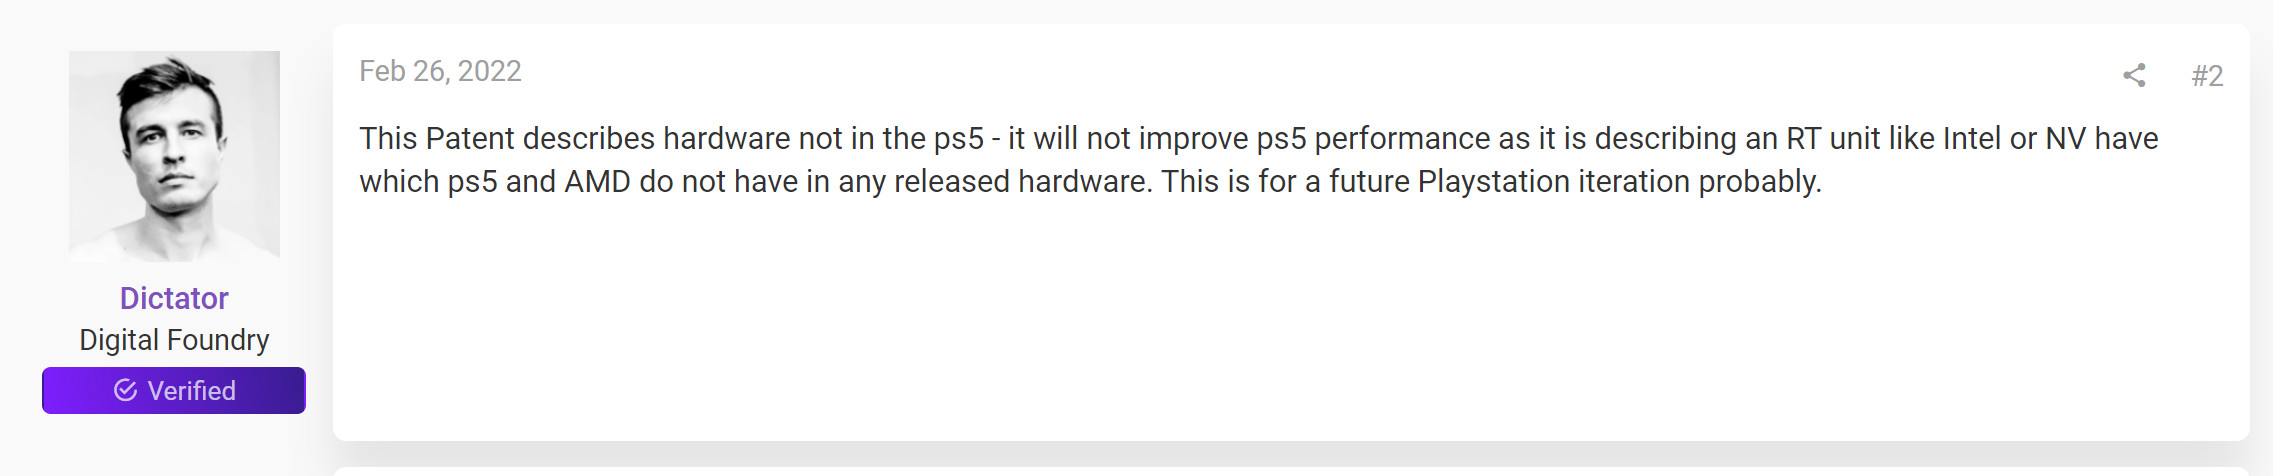 Feb 26, 2022
#2
This Patent describes hardware not in the ps5 - it will not improve ps5 performance as it is describing an RT unit like Intel or NV have
which ps5 and AMD do not have in any released hardware. This is for a future Playstation iteration probably.
Dictator
Digital Foundry
Verified